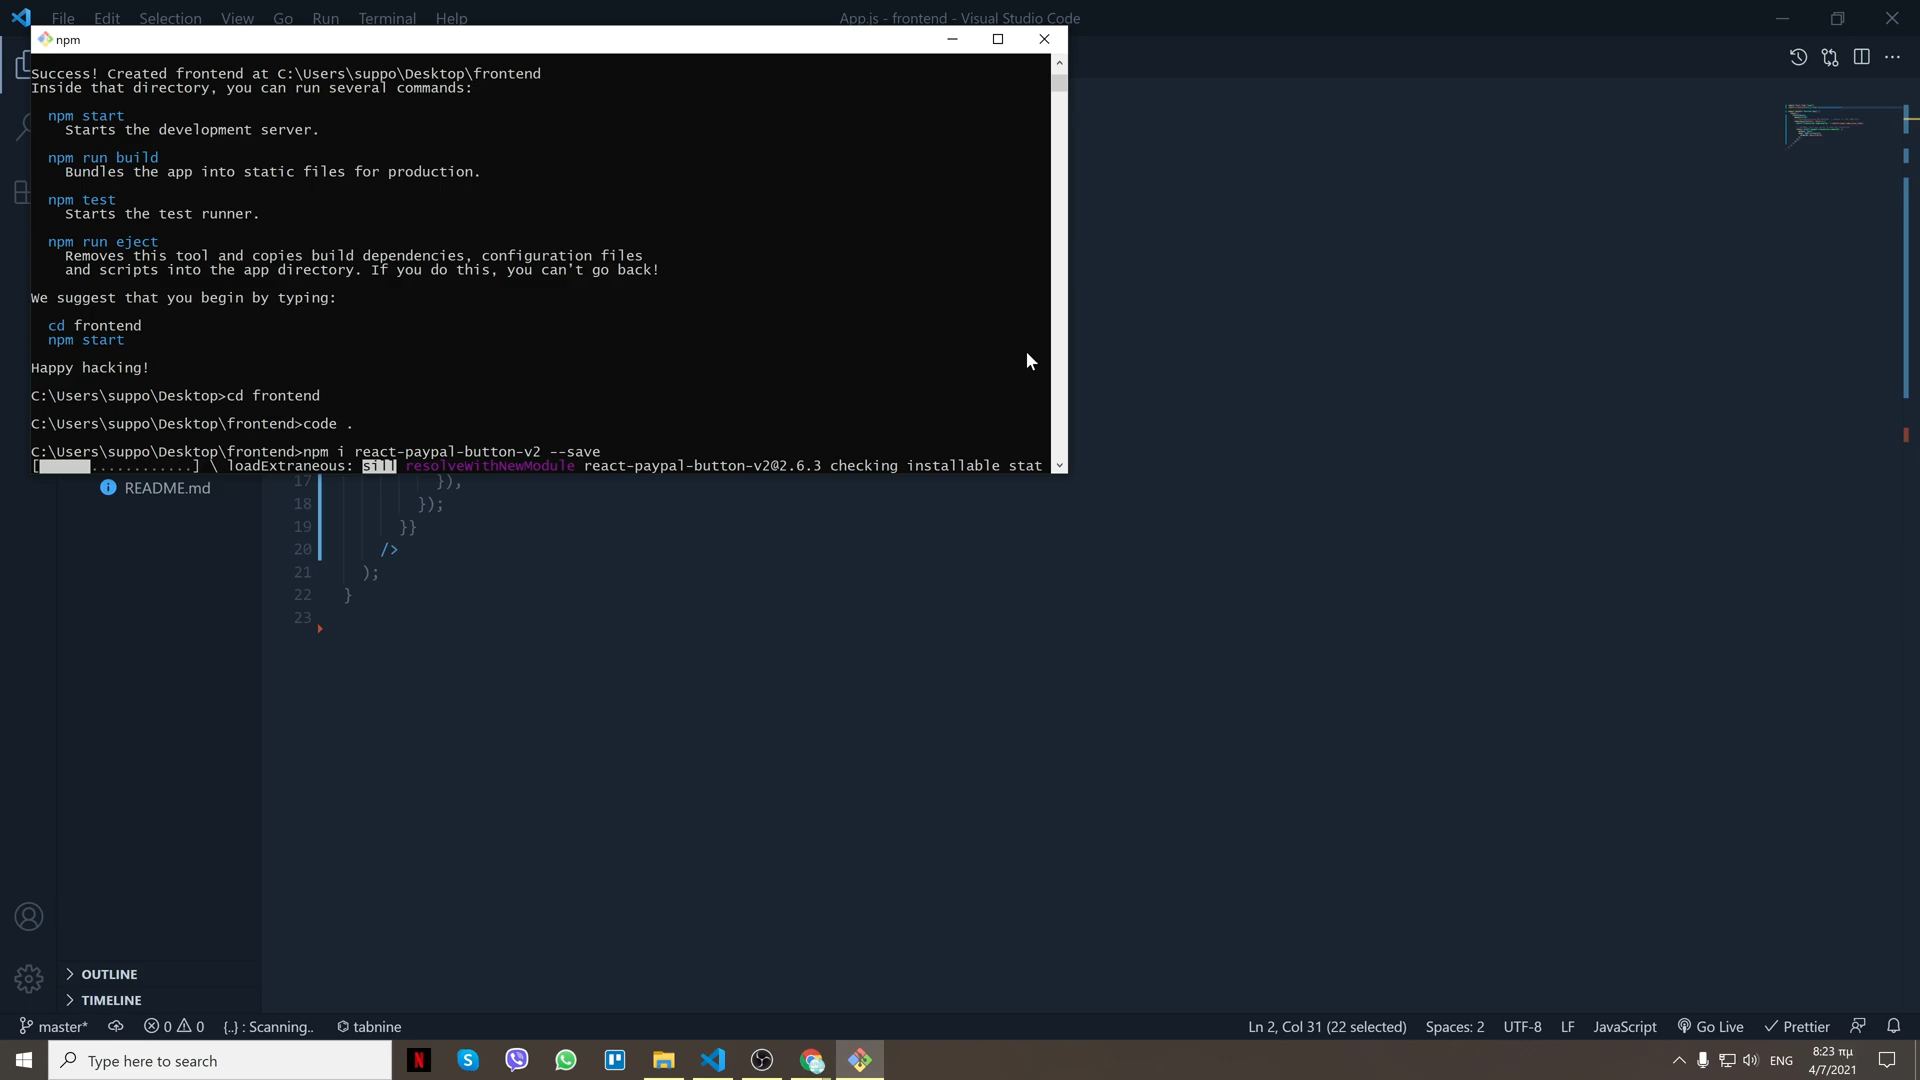 File Edit Selection View Go Run Terminal Help
App.js - frontend - Visual Studio Code
npm
Success! Created frontend at C:\Users\suppo\Desktop\frontend
Inside that directory, you can run several commands:
npm start
Starts the development server.
npm run build
Bundles the app into static files for production.
npm test
Starts the test runner.
npm run eject
Removes this tool and copies build dependencies, configuration files
and scripts into the app directory. If you do this, you can't go back!
We suggest that you begin by typing:
cd frontend
npm start
Happy hacking!
C:\Users\suppo\Desktop>cd frontend
C:\Users\suppo\Desktop\frontend>code .
C:\Users\suppo\Desktop\frontend>npm i react-paypal-button-v2 --save
[      ............] \ loadExtraneous: sill resolveWithNewModule react-paypal-button-v2@2.6.3 checking installable stat
README.md
17 }),
18 });
19 }}
20 />
21 );
22 }
23
OUTLINE
TIMELINE
master* 0 0 {..} : Scanning.. tabnine
Ln 2, Col 31 (22 selected) Spaces: 2 UTF-8 LF JavaScript Go Live Prettier
Type here to search
ENG
8:23 πμ
4/7/2021